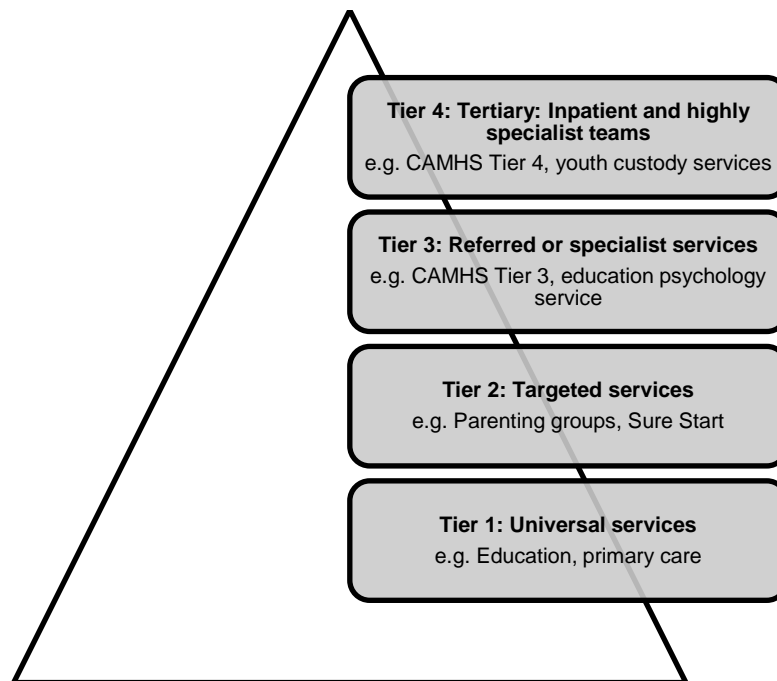 Tier 4: Tertiary: Inpatient and highly
specialist teams
e.g. CAMHS Tier 4, youth custody services
Tier 3: Referred or specialist services
e.g. CAMHS Tier 3, education psychology
service
Tier 2: Targeted services
e.g. Parenting groups, Sure Start
Tier 1: Universal services
e.g. Education, primary care